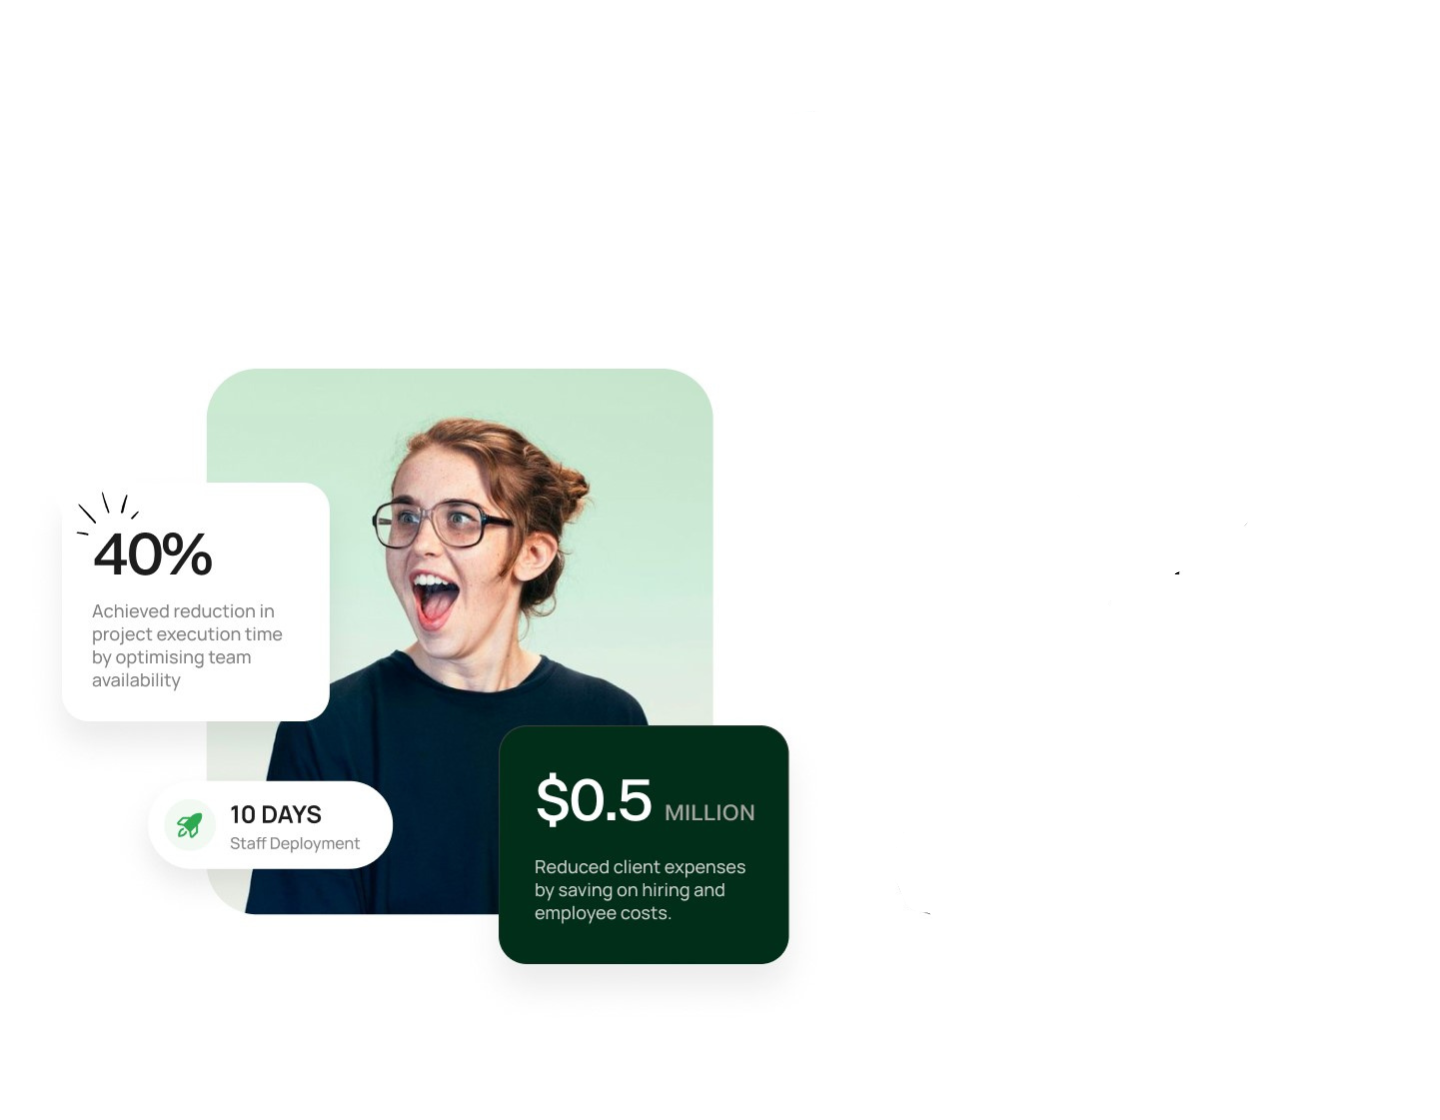 40%
Achieved reduction in
project execution time
by optimising team
availability
10 DAYS
Staff Deployment
$0.5 MILLION
Reduced client expenses
by saving on hiring and
employee costs.